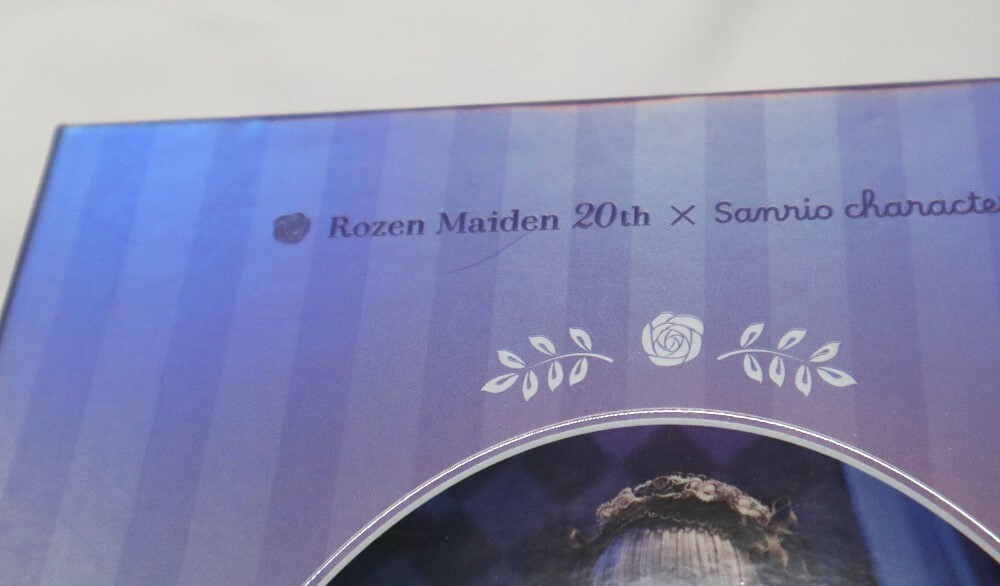 Rozen Maiden 20th × Sanrio characte